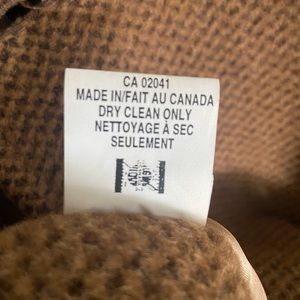 CA 02041
MADE IN/FAIT AU CANADA
DRY CLEAN ONLY
NETTOYAGE À SEC
SEULEMENT